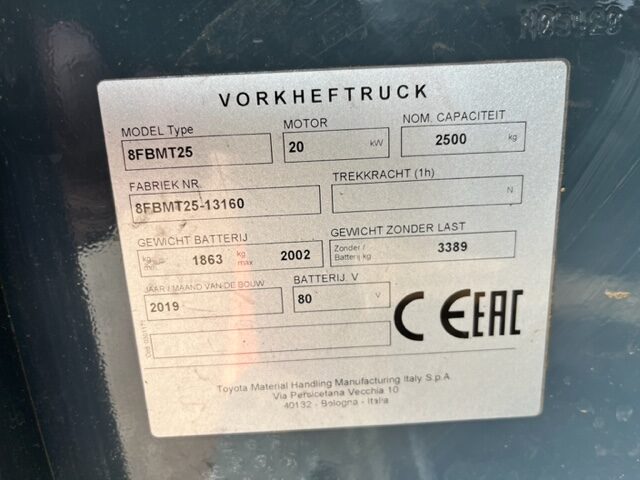 VORKHEFTRUCK
MODEL Type
8FBMT25
MOTOR
20 kW
NOM. CAPACITEIT
2500 kg
FABRIEK NR.
8FBMT25-13160
TREKKRACHT (1h)
N
GEWICHT BATTERIJ
kg min. 1863 kg max 2002
GEWICHT ZONDER LAST
Zonder / Batterij kg 3389
JAAR / MAAND VAN DE BOUW
2019
BATTERIJ. V
80 V
CE EAC
Toyota Material Handling Manufacturing Italy S.p.A.
Via Persicetana Vecchia 10
40132 - Bologna - Italia